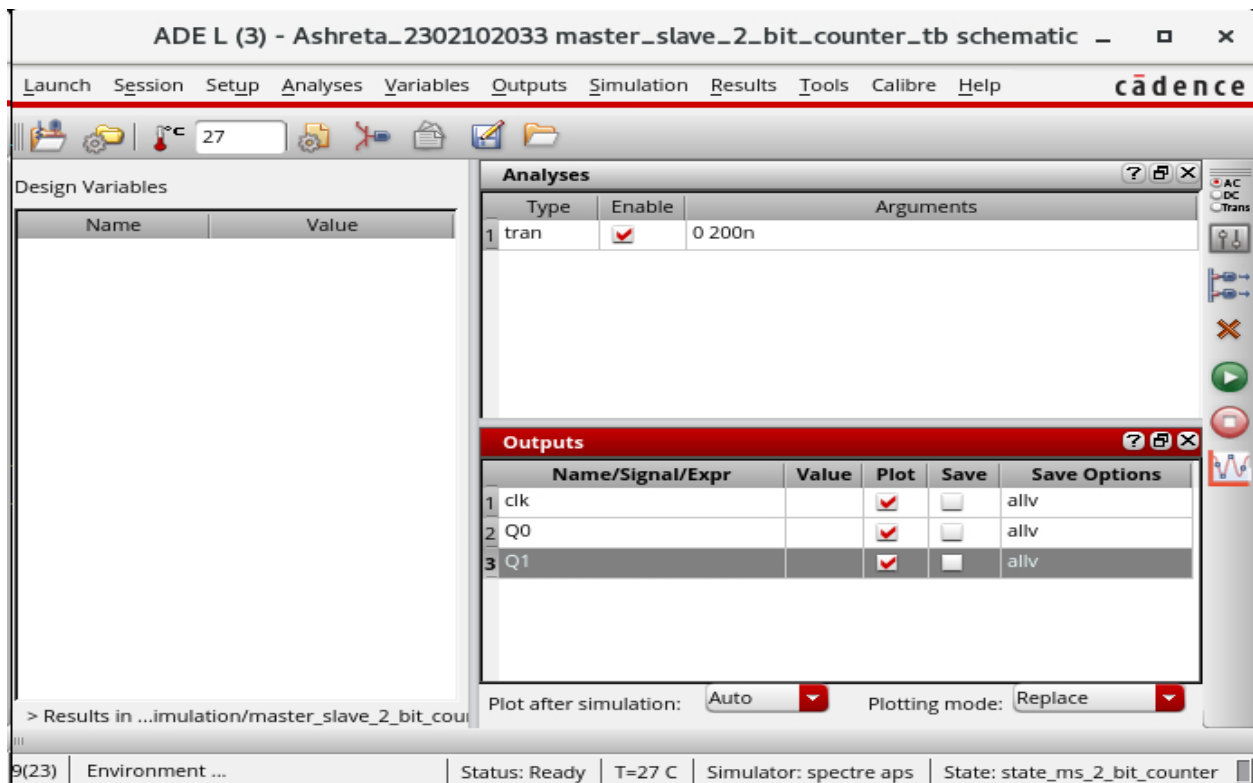 ADE L (3) - Ashreta_2302102033 master_slave_2_bit_counter_tb schematic
Launch Session Setup Analyses Variables Outputs Simulation Results Tools Calibre Help cādence
°C 27
Design Variables
Name Value
Analyses
Type Enable Arguments
1 tran 0 200n
AC
DC
Trans
Outputs
Name/Signal/Expr Value Plot Save Save Options
1 clk allv
2 Q0 allv
3 Q1 allv
Plot after simulation: Auto Plotting mode: Replace
> Results in ...imulation/master_slave_2_bit_cou
9(23) Environment ... Status: Ready T=27 C Simulator: spectre aps State: state_ms_2_bit_counter